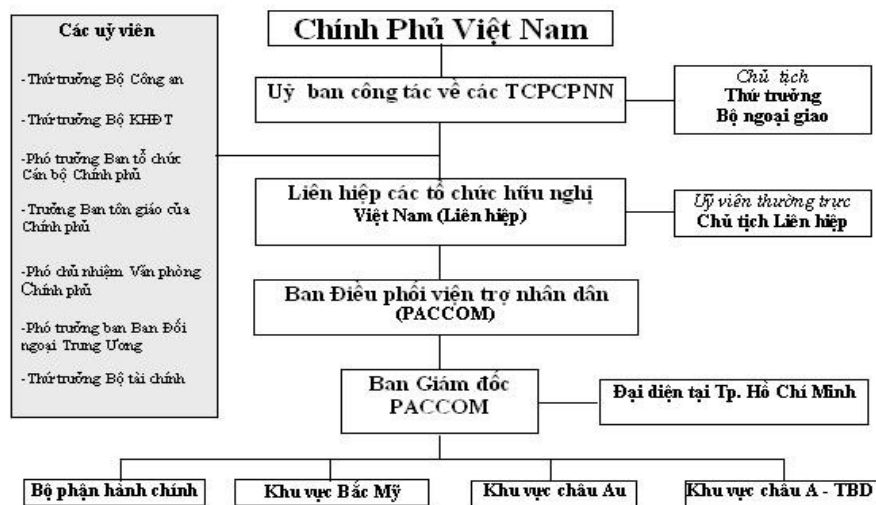 Các uỷ viên
-Thứ trưởng Bộ Công an
-Thứ trưởng Bộ KHĐT
-Phó trưởng Ban tổ chức
Cán bộ Chính phủ
-Trưởng Ban tôn giáo của
Chính phủ
-Phó chủ nhiệm Văn phòng
Chính phủ
-Phó trưởng ban Ban Đối
ngoại Trung Ương
-Thứ trưởng Bộ tài chính
Chính Phủ Việt Nam
Uỷ ban công tác về các TCPCPNN
Chủ tịch
Thứ trưởng
Bộ ngoại giao
Liên hiệp các tổ chức hữu nghị
Việt Nam (Liên hiệp)
Uỷ viên thường trực
Chủ tịch Liên hiệp
Ban Điều phối viện trợ nhân dân
(PACCOM)
Ban Giám đốc
PACCOM
Đại diện tại Tp. Hồ Chí Minh
Bộ phận hành chính
Khu vực Bắc Mỹ
Khu vực châu Au
Khu vực châu A - TBD